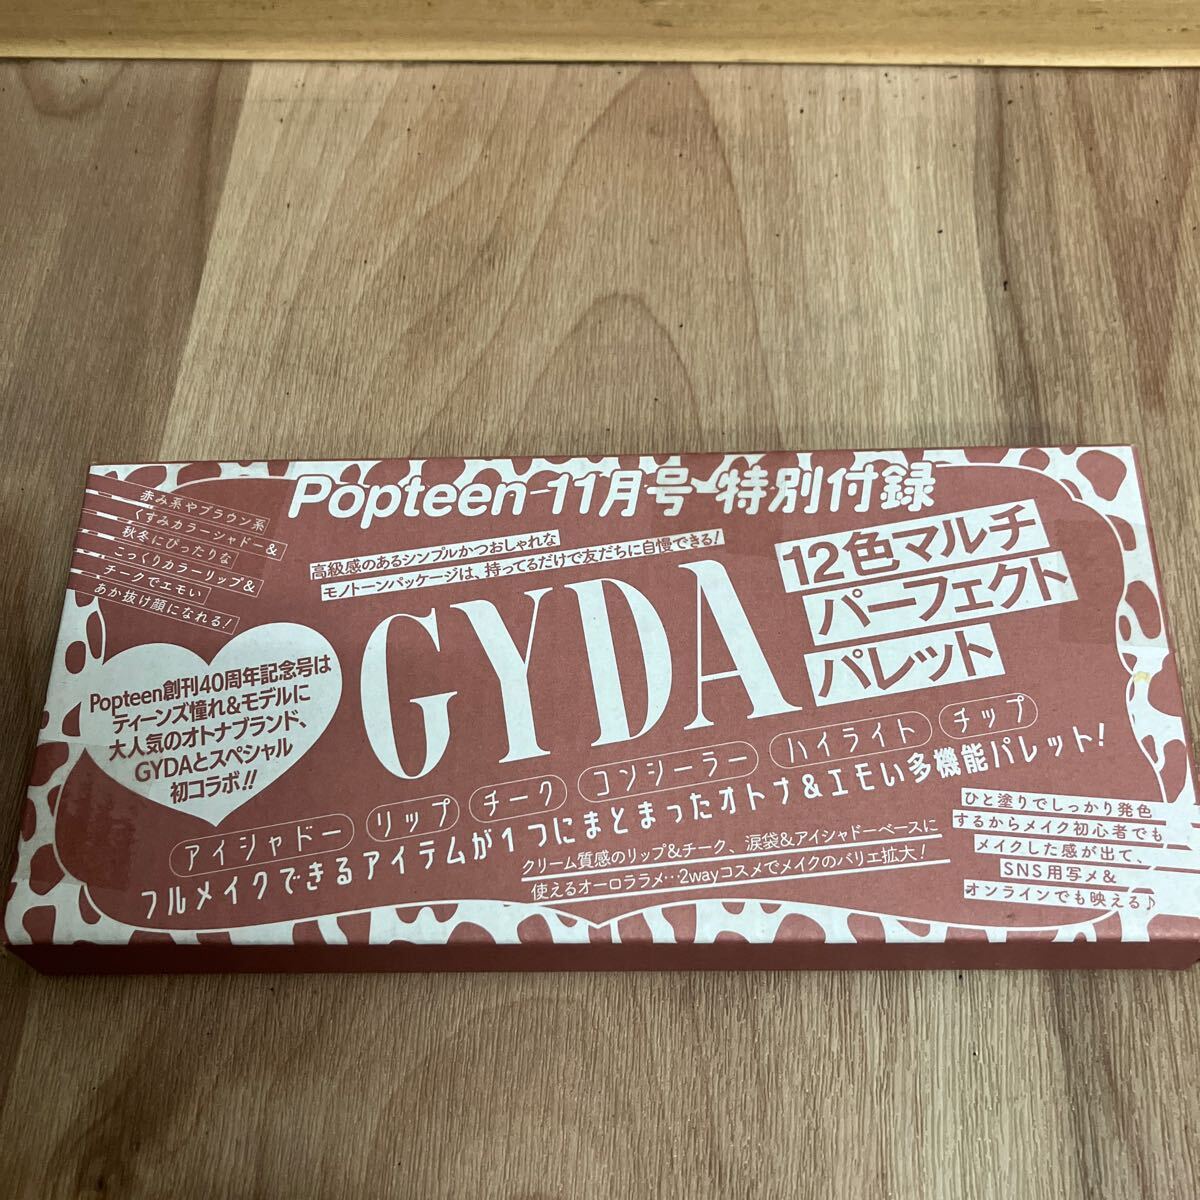 Popteen 11月号 特別付録
赤み系やブラウン系
くすみカラーシャドー&
秋冬にぴったりな
こっくりカラーリップ&
チークでエモい
あか抜け顔になれる!
高級感のあるシンプルかつおしゃれな
モノトーンパッケージは、持ってるだけで友だちに自慢できる!
GYDA
12色マルチ
パーフェクト
パレット
Popteen創刊40周年記念号は
ティーンズ憧れ&モデルに
大人気のオトナブランド、
GYDAとスペシャル
初コラボ!!
アイシャドー リップ チーク コンシーラー ハイライト チップ
フルメイクできるアイテムが1つにまとまったオトナ&エモい多機能パレット!
クリーム質感のリップ&チーク、涙袋&アイシャドーベースに
使えるオーロララメ…2wayコスメでメイクのバリエ拡大!
ひと塗りでしっかり発色
するからメイク初心者でも
メイクした感が出て、
SNS用写メ&
オンラインでも映える♪